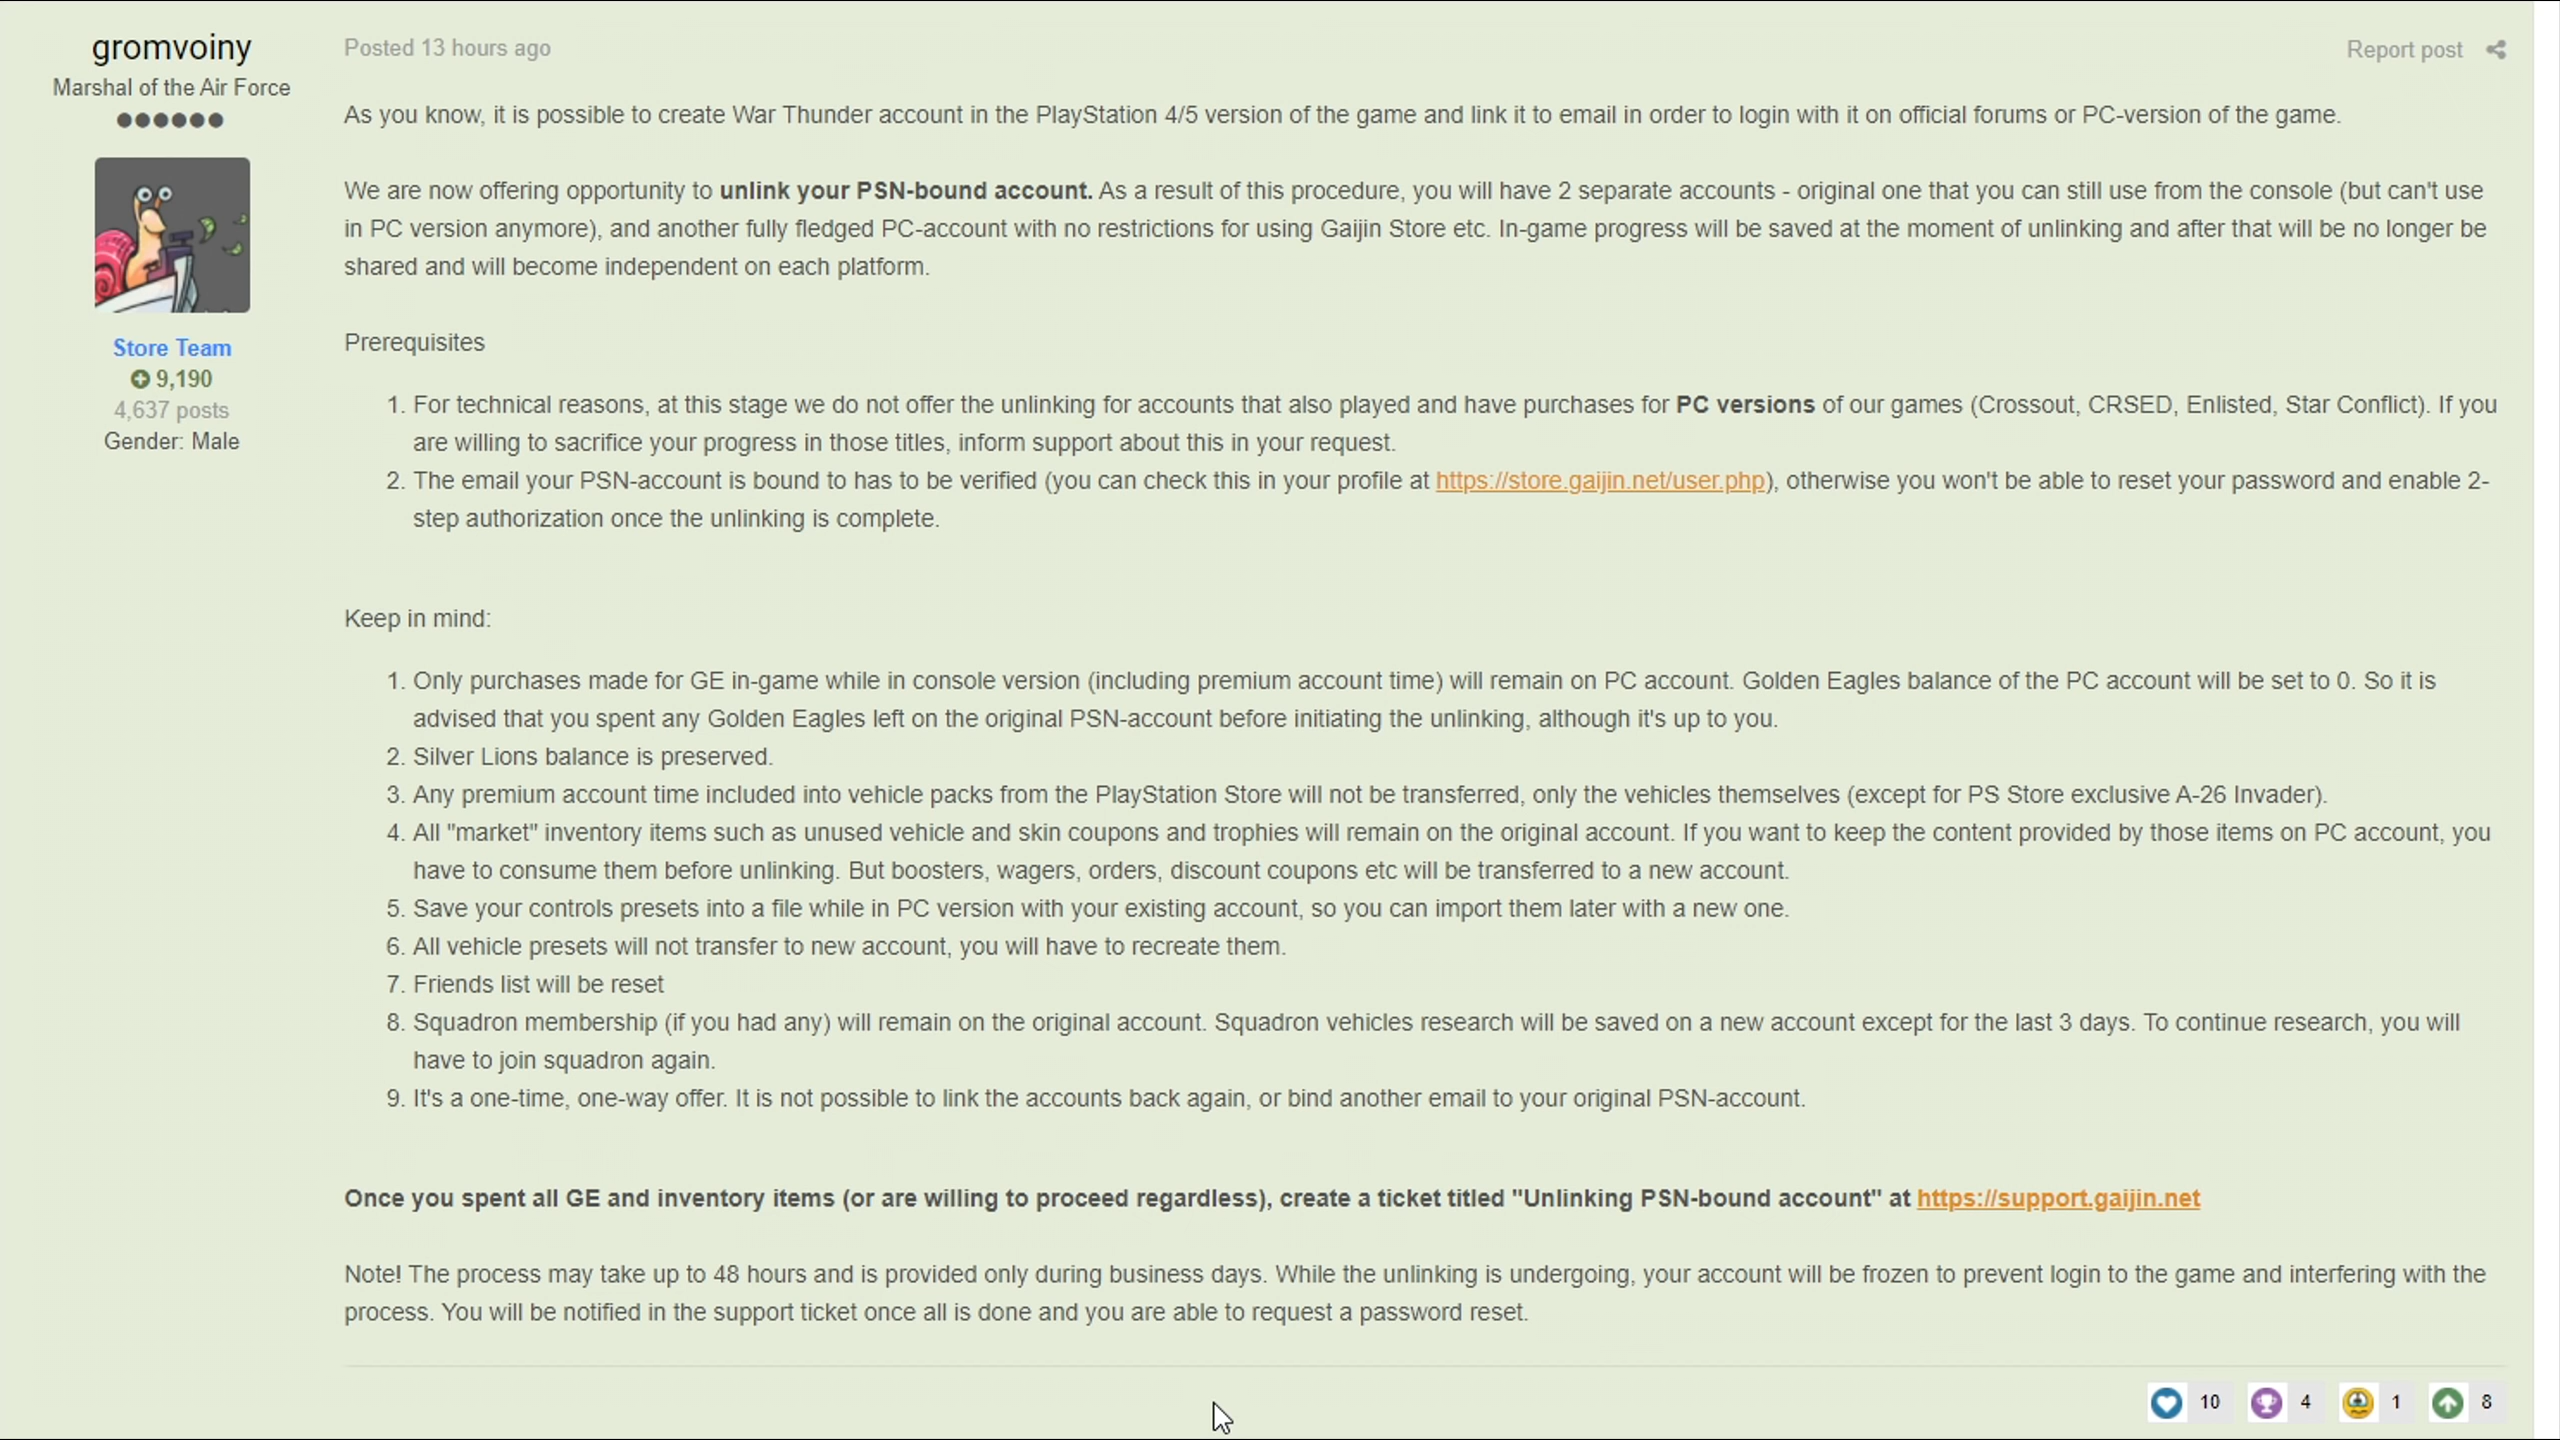 gromvoiny
Marshal of the Air Force
Store Team
9,190
4,637 posts
Gender: Male
Posted 13 hours ago
Report post
As you know, it is possible to create War Thunder account in the PlayStation 4/5 version of the game and link it to email in order to login with it on official forums or PC-version of the game.
We are now offering opportunity to unlink your PSN-bound account. As a result of this procedure, you will have 2 separate accounts - original one that you can still use from the console (but can't use
in PC version anymore), and another fully fledged PC-account with no restrictions for using Gaijin Store etc. In-game progress will be saved at the moment of unlinking and after that will be no longer be
shared and will become independent on each platform.
Prerequisites
1. For technical reasons, at this stage we do not offer the unlinking for accounts that also played and have purchases for PC versions of our games (Crossout, CRSED, Enlisted, Star Conflict). If you
are willing to sacrifice your progress in those titles, inform support about this in your request.
2. The email your PSN-account is bound to has to be verified (you can check this in your profile at https://store.gaijin.net/user.php), otherwise you won't be able to reset your password and enable 2-
step authorization once the unlinking is complete.
Keep in mind:
1. Only purchases made for GE in-game while in console version (including premium account time) will remain on PC account. Golden Eagles balance of the PC account will be set to 0. So it is
advised that you spent any Golden Eagles left on the original PSN-account before initiating the unlinking, although it's up to you.
2. Silver Lions balance is preserved.
3. Any premium account time included into vehicle packs from the PlayStation Store will not be transferred, only the vehicles themselves (except for PS Store exclusive A-26 Invader).
4. All "market" inventory items such as unused vehicle and skin coupons and trophies will remain on the original account. If you want to keep the content provided by those items on PC account, you
have to consume them before unlinking. But boosters, wagers, orders, discount coupons etc will be transferred to a new account.
5. Save your controls presets into a file while in PC version with your existing account, so you can import them later with a new one.
6. All vehicle presets will not transfer to new account, you will have to recreate them.
7. Friends list will be reset
8. Squadron membership (if you had any) will remain on the original account. Squadron vehicles research will be saved on a new account except for the last 3 days. To continue research, you will
have to join squadron again.
9. It's a one-time, one-way offer. It is not possible to link the accounts back again, or bind another email to your original PSN-account.
Once you spent all GE and inventory items (or are willing to proceed regardless), create a ticket titled "Unlinking PSN-bound account" at https://support.gaijin.net
Note! The process may take up to 48 hours and is provided only during business days. While the unlinking is undergoing, your account will be frozen to prevent login to the game and interfering with the
process. You will be notified in the support ticket once all is done and you are able to request a password reset.
10 4 1 8